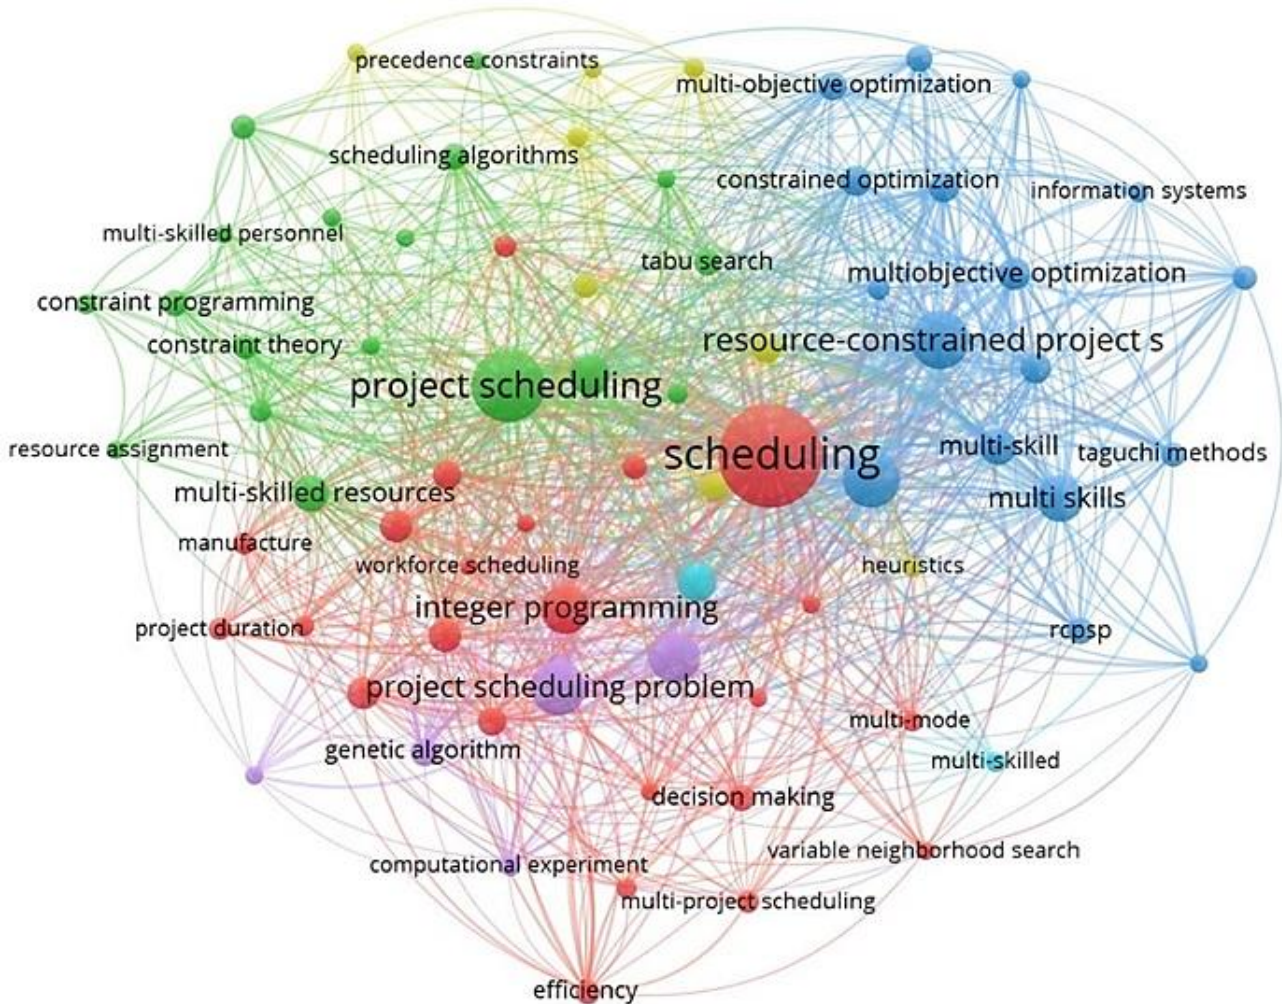 precedence constraints
multi-objective optimization
scheduling algorithms
constrained optimization
information systems
multi-skilled personnel
tabu search
multiobjective optimization
constraint programming
constraint theory
resource-constrained project s
project scheduling
resource assignment
scheduling
multi-skill
taguchi methods
multi-skilled resources
multi skills
manufacture
workforce scheduling
heuristics
integer programming
project duration
rcpsp
project scheduling problem
multi-mode
genetic algorithm
multi-skilled
decision making
variable neighborhood search
computational experiment
multi-project scheduling
efficiency